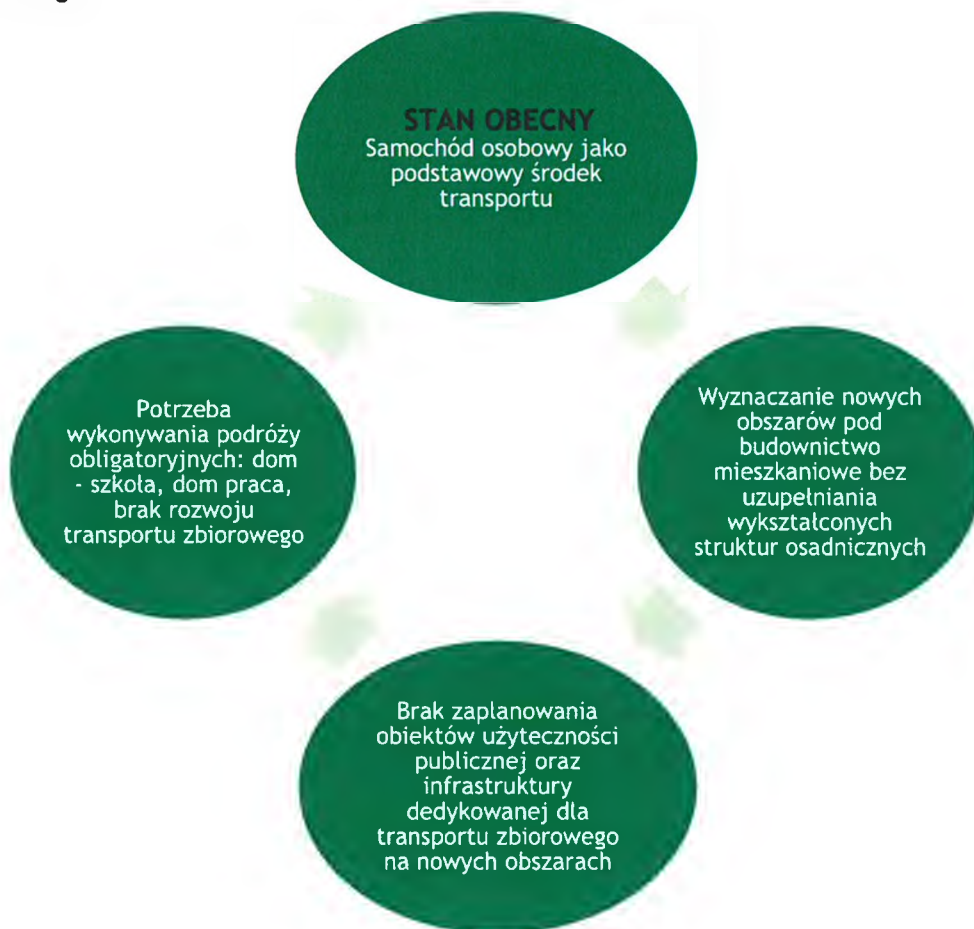 STAN OBECNY
Samochód osobowy jako
podstawowy środek
transportu
Potrzeba
wykonywania podróży
obligatoryjnych: dom
- szkoła, dom praca,
brak rozwoju
transportu zbiorowego
Wyznaczanie nowych
obszarów pod
budownictwo
mieszkaniowe bez
uzupełniania
wykształconych
struktur osadnicznych
Brak zaplanowania
obiektów użyteczności
publicznej oraz
infrastruktury
dedykowanej dla
transportu zbiorowego
na nowych obszarach